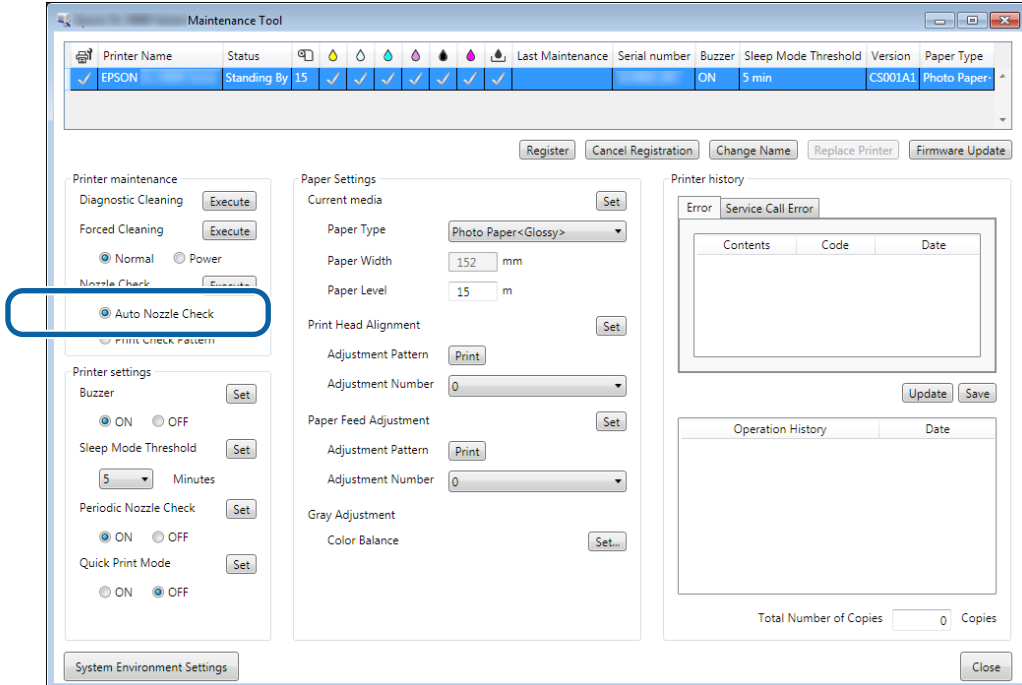 Maintenance Tool
Printer Name Status Last Maintenance Serial number Buzzer Sleep Mode Threshold Version Paper Type
EPSON Standing By 15 ON 5 min CS001A1 Photo Paper-
Register Cancel Registration Change Name Replace Printer Firmware Update
Printer maintenance
Diagnostic Cleaning Execute
Forced Cleaning Execute
Normal Power
Nozzle Check Execute
Auto Nozzle Check
Print Check Pattern
Printer settings
Buzzer Set
ON OFF
Sleep Mode Threshold Set
5 Minutes
Periodic Nozzle Check Set
ON OFF
Quick Print Mode Set
ON OFF
Paper Settings
Current media Set
Paper Type Photo Paper<Glossy>
Paper Width 152 mm
Paper Level 15 m
Print Head Alignment Set
Adjustment Pattern Print
Adjustment Number 0
Paper Feed Adjustment Set
Adjustment Pattern Print
Adjustment Number 0
Gray Adjustment
Color Balance Set...
Printer history
Error Service Call Error
Contents Code Date
Update Save
Operation History Date
Total Number of Copies 0 Copies
System Environment Settings Close